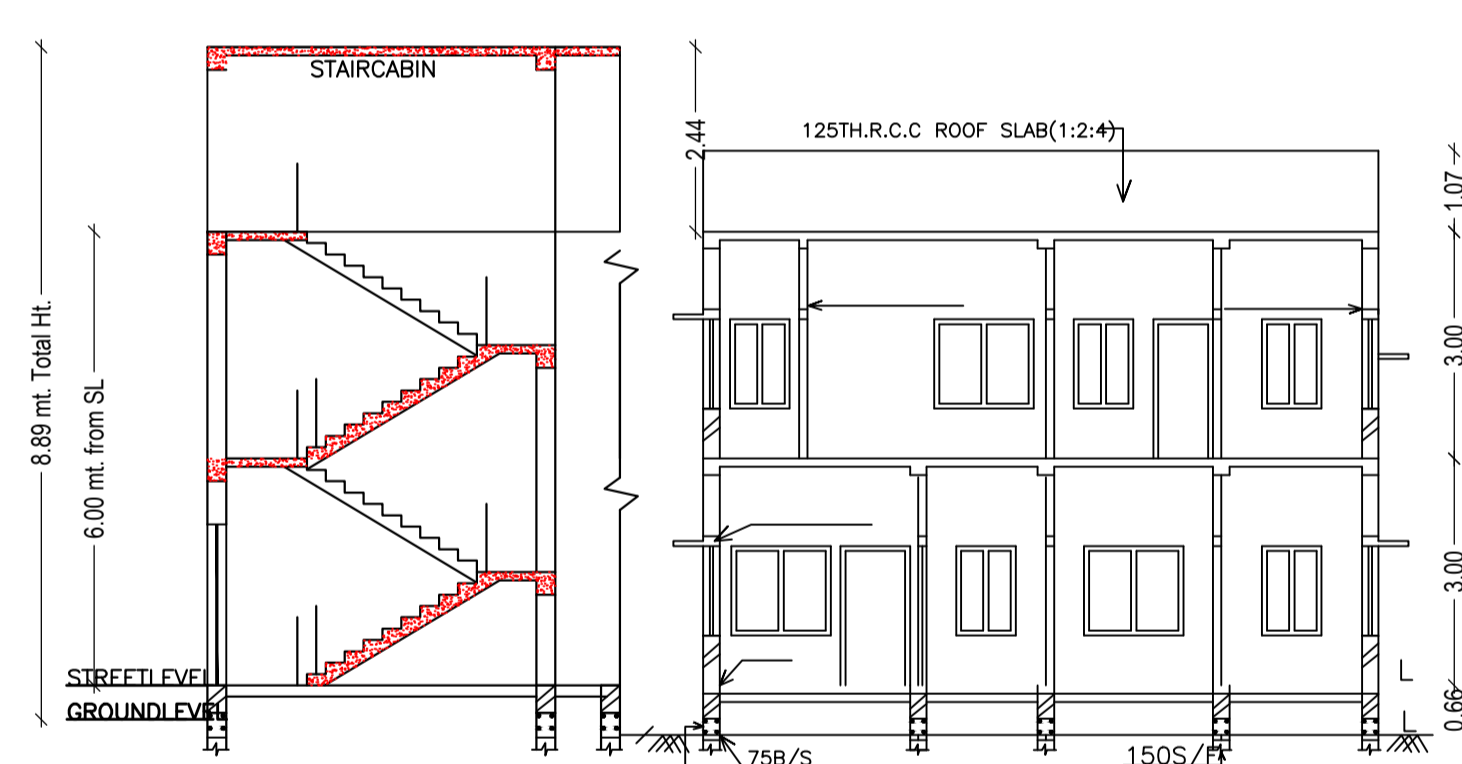 STAIRCABIN
8.89 mt. Total Ht.
6.00 mt. from SL
2.44
125TH.R.C.C ROOF SLAB(1:2:4)
1.07
3.00
3.00
0.66
STREETLEVEL
GROUNDLEVEL
75B/S
150S/F